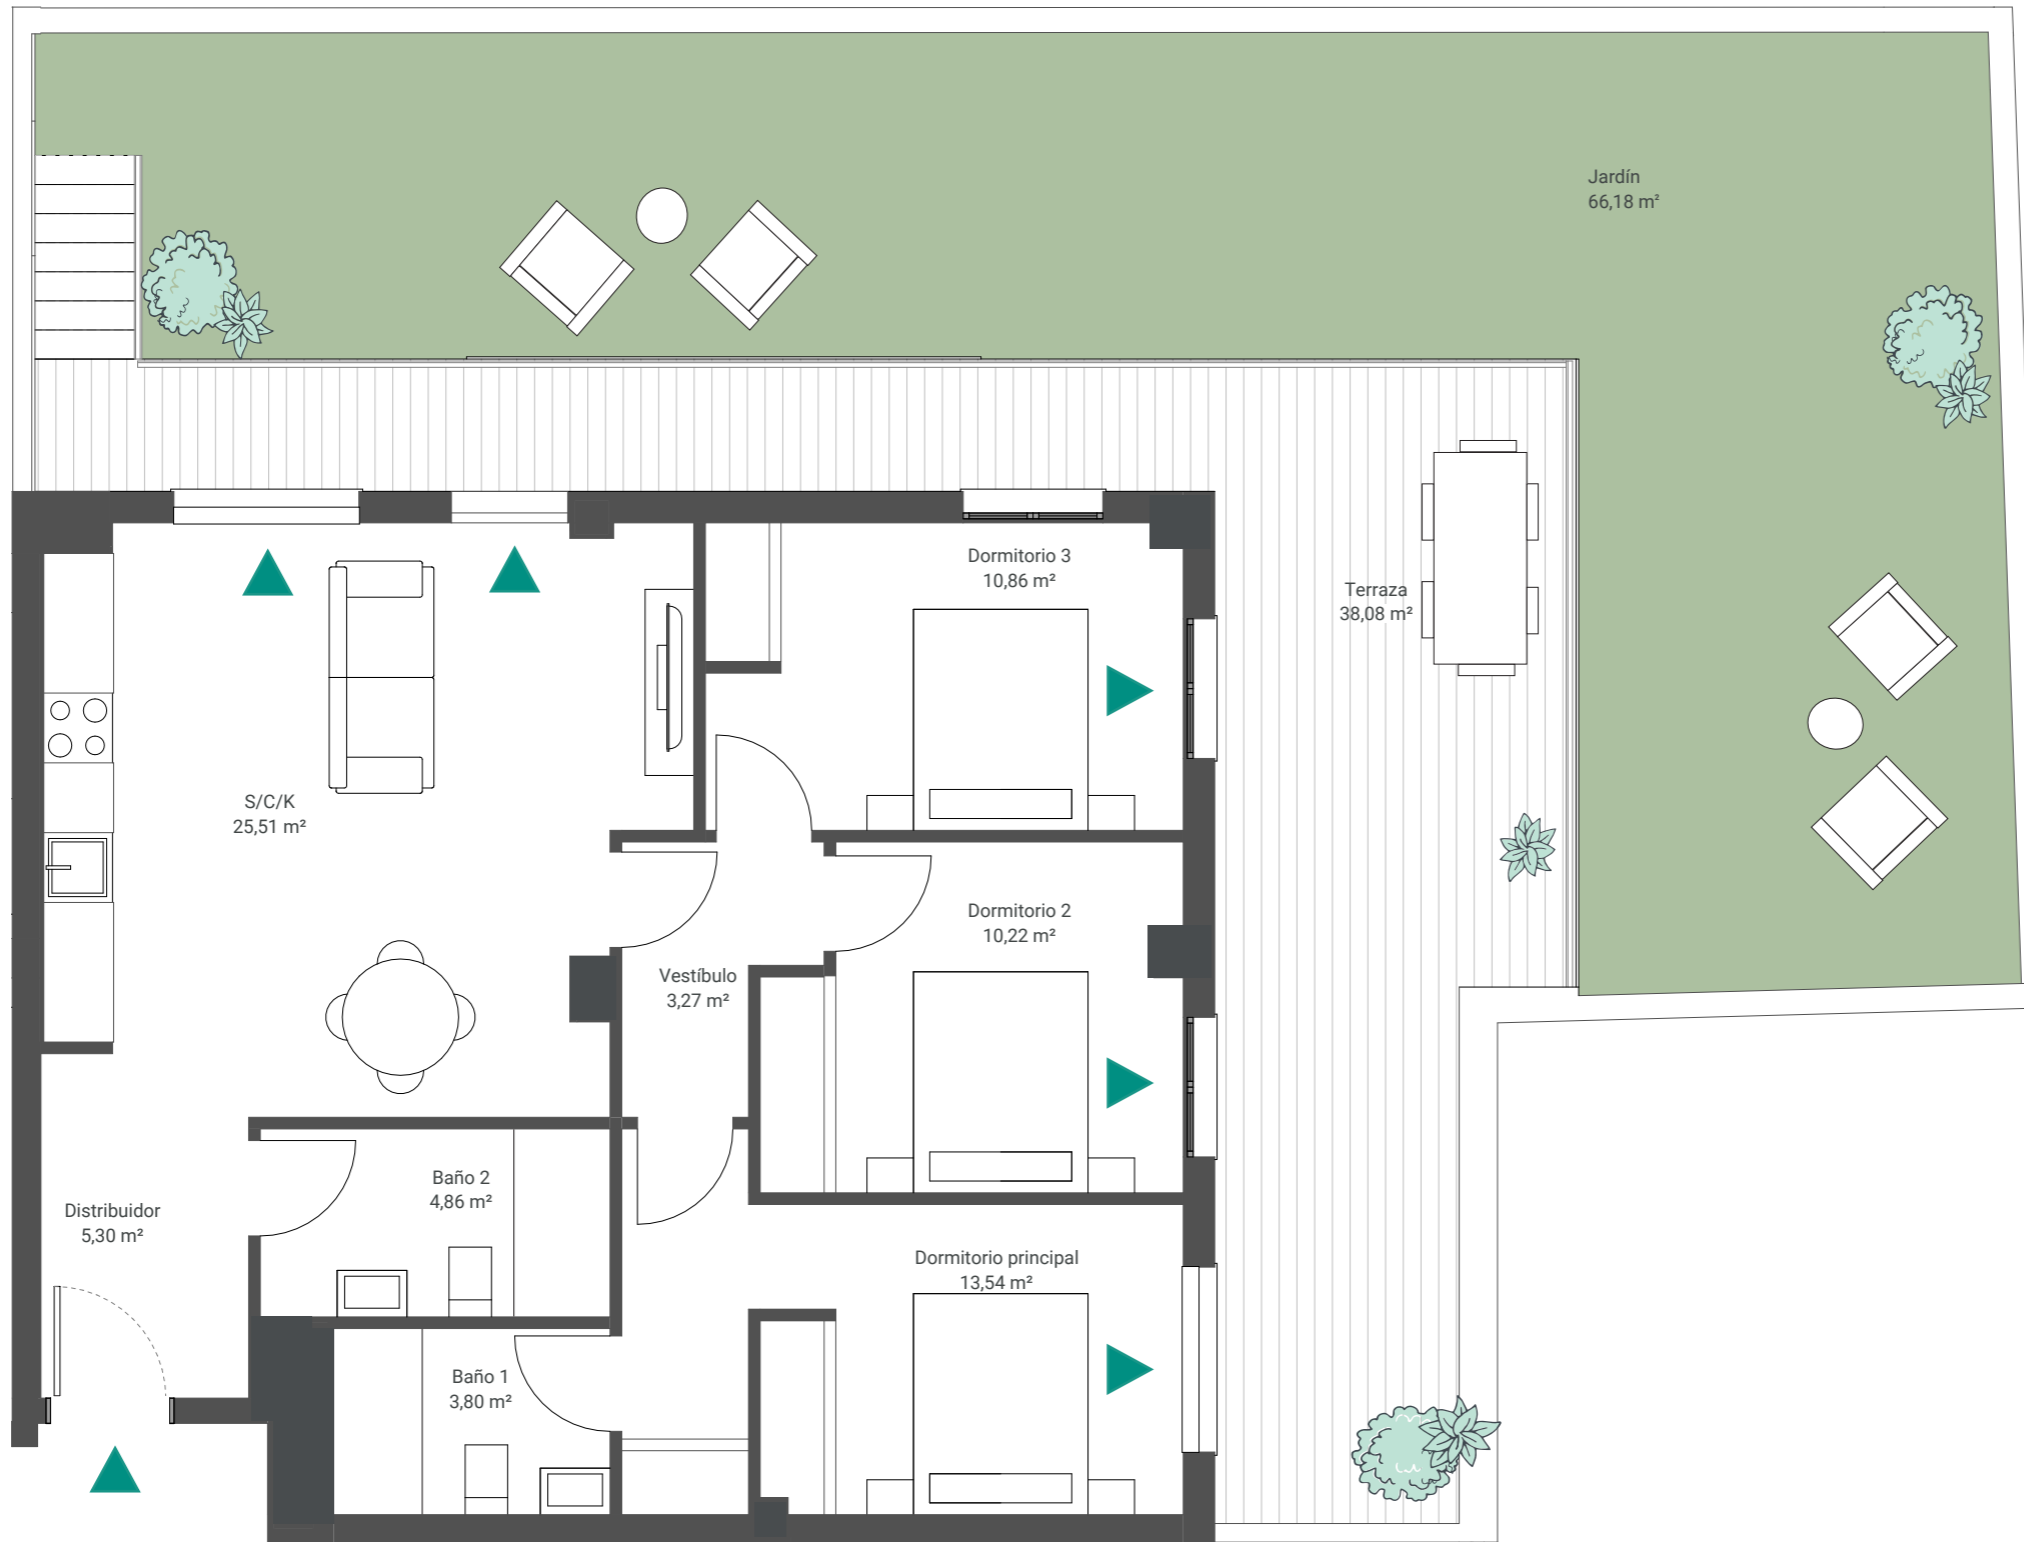 Jardín
66,18 m²
Dormitorio 3
10,86 m²
Terraza
38,08 m²
S/C/K
25,51 m²
Dormitorio 2
10,22 m²
Vestíbulo
3,27 m²
Baño 2
4,86 m²
Distribuidor
5,30 m²
Dormitorio principal
13,54 m²
Baño 1
3,80 m²